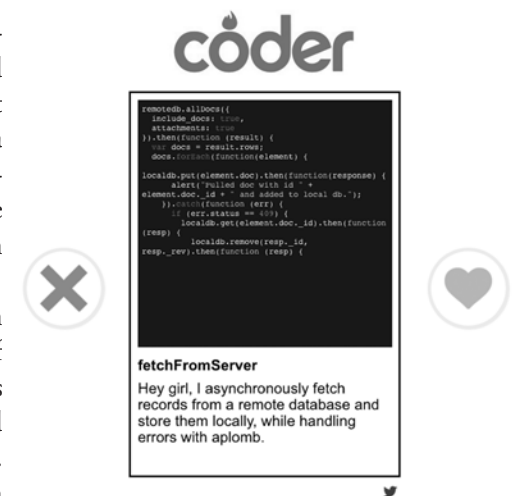 coder
remotedb.allDocs({
include_docs: true,
attachments: true
}).then(function (result) {
var docs = result.rows;
docs.forEach(function(element) {
localdb.put(element.doc).then(function(response) {
alert("Pulled doc with id " +
element.doc._id + " and added to local db.");
}).catch(function (err) {
if (err.status == 409) {
localdb.get(element.doc._id).then(function
(resp) {
localdb.remove(resp._id,
resp._rev).then(function (resp) {
fetchFromServer
Hey girl, I asynchronously fetch
records from a remote database and
store them locally, while handling
errors with aplomb.